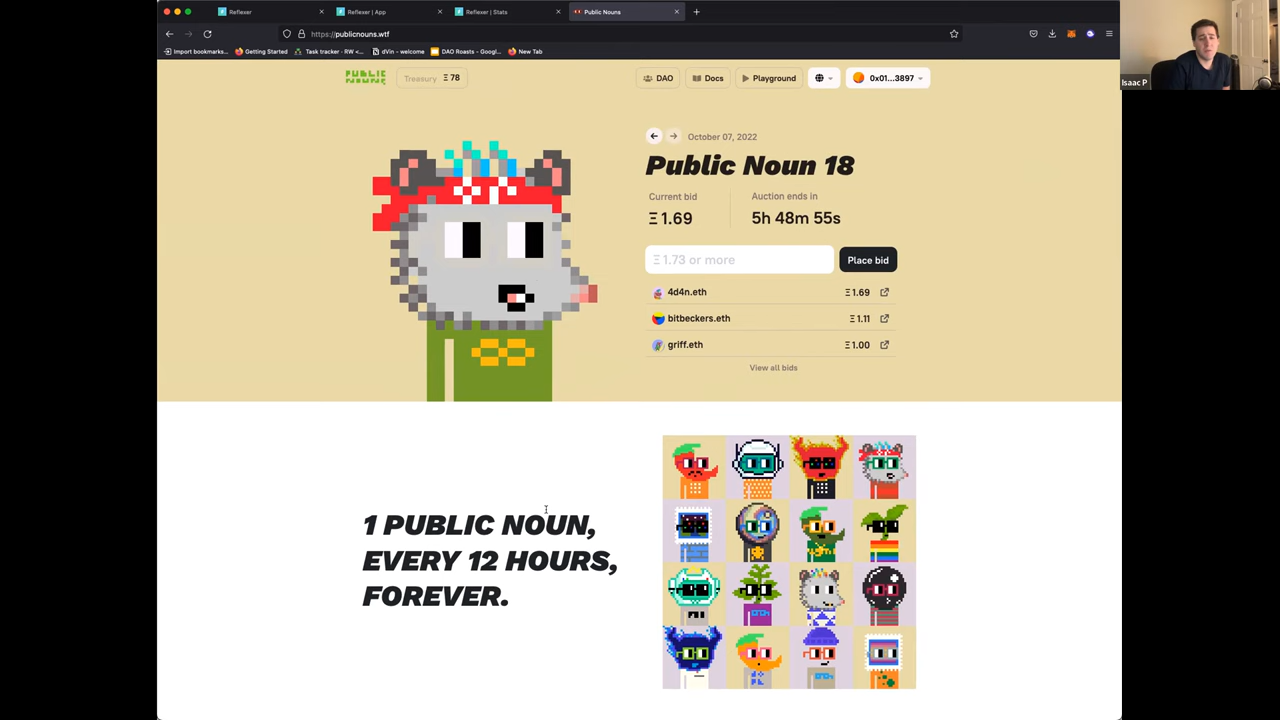 Reflexer
Reflexer | App
Reflexer | Stats
Public Nouns
https://publicnouns.wtf
Import bookmarks...
Getting Started
Task tracker · RW <...
dVin - welcome
DAO Roasts - Googl...
New Tab
PUBLIC NOUNS
Treasury Ξ 78
DAO
Docs
Playground
0x01...3897
October 07, 2022
Public Noun 18
Current bid
Auction ends in
Ξ 1.69
5h 48m 55s
Ξ 1.73 or more
Place bid
4d4n.eth
Ξ 1.69
bitbeckers.eth
Ξ 1.11
griff.eth
Ξ 1.00
View all bids
1 PUBLIC NOUN,
EVERY 12 HOURS,
FOREVER.
Isaac P